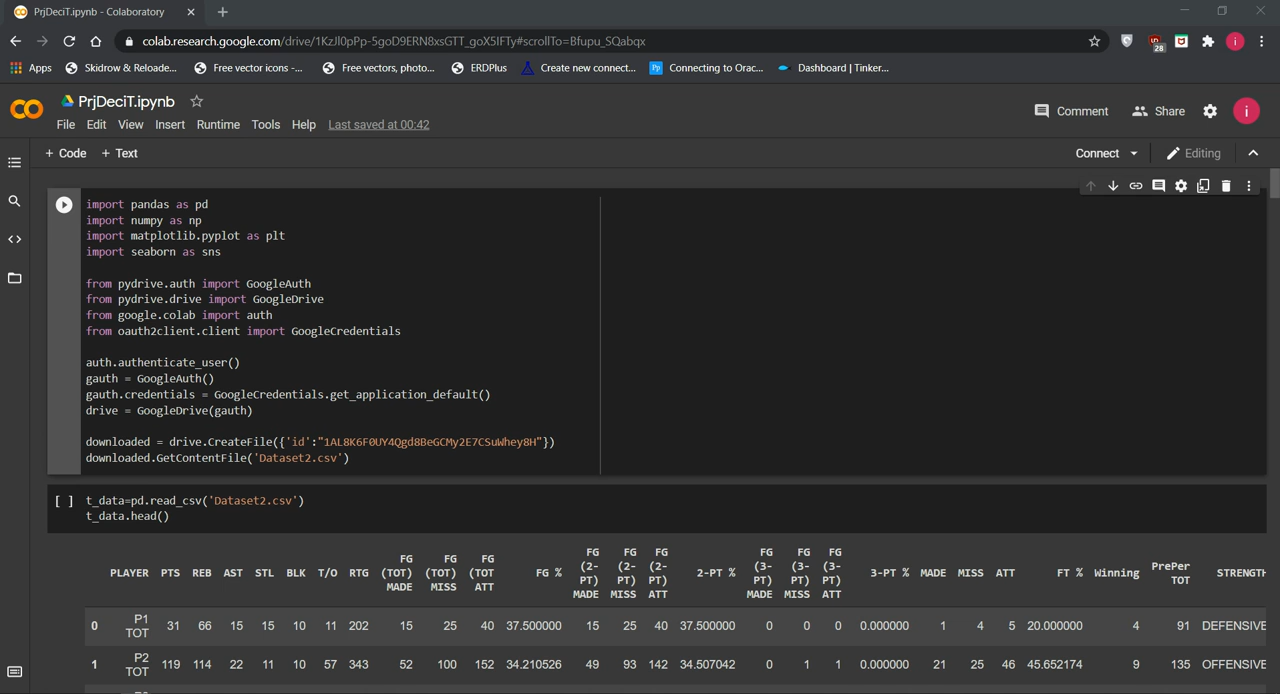 PrjDeciT.ipynb - Colaboratory
colab.research.google.com/drive/1KzJl0pPp-5goD9ERN8xsGTT_goX5IFTy#scrollTo=Bfupu_SQabqx
28
i
Apps Skidrow & Reloade... Free vector icons -... Free vectors, photo... ERDPlus Create new connect... Pp Connecting to Orac... Dashboard | Tinker...
PrjDeciT.ipynb
Comment Share i
File Edit View Insert Runtime Tools Help Last saved at 00:42
+ Code + Text Connect Editing
import pandas as pd
import numpy as np
import matplotlib.pyplot as plt
import seaborn as sns
from pydrive.auth import GoogleAuth
from pydrive.drive import GoogleDrive
from google.colab import auth
from oauth2client.client import GoogleCredentials
auth.authenticate_user()
gauth = GoogleAuth()
gauth.credentials = GoogleCredentials.get_application_default()
drive = GoogleDrive(gauth)
downloaded = drive.CreateFile({'id':"1AL8K6F0UY4Qgd8BeGCMy2E7CSuWhey8H"})
downloaded.GetContentFile('Dataset2.csv')
[ ] t_data=pd.read_csv('Dataset2.csv')
t_data.head()
PLAYER PTS REB AST STL BLK T/O RTG FG (TOT) MADE FG (TOT) MISS FG (TOT ATT FG % FG (2-PT) MADE FG (2-PT) MISS FG (2-PT) ATT 2-PT % FG (3-PT) MADE FG (3-PT) MISS FG (3-PT) ATT 3-PT % MADE MISS ATT FT % Winning PrePer TOT STRENGTH
0 P1 TOT 31 66 15 15 10 11 202 15 25 40 37.500000 15 25 40 37.500000 0 0 0 0.000000 1 4 5 20.000000 4 91 DEFENSIVE
1 P2 TOT 119 114 22 11 10 57 343 52 100 152 34.210526 49 93 142 34.507042 0 1 1 0.000000 21 25 46 45.652174 9 135 OFFENSIVE